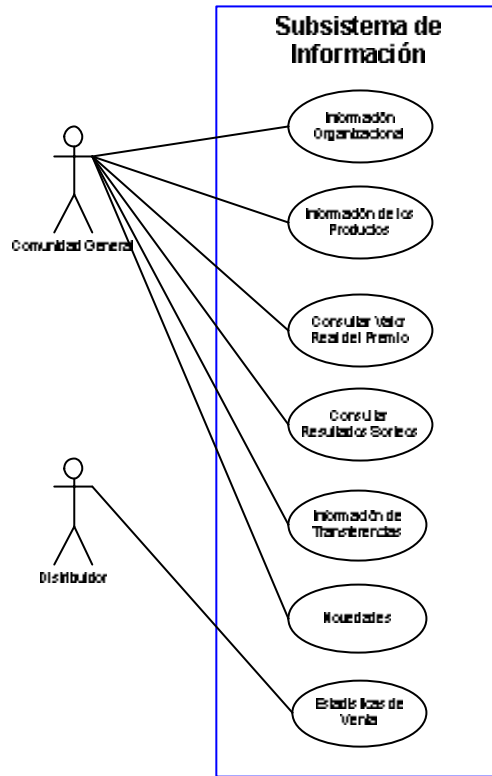 Subsistema de
Información
Información
Organizacional
Comunidad General
Información de los
Productos
Consultar Valor
Real del Premio
Consultar
Resultados Sorteos
Distribuidor
Información de
Transferencias
Novedades
Estadísticas de
Venta